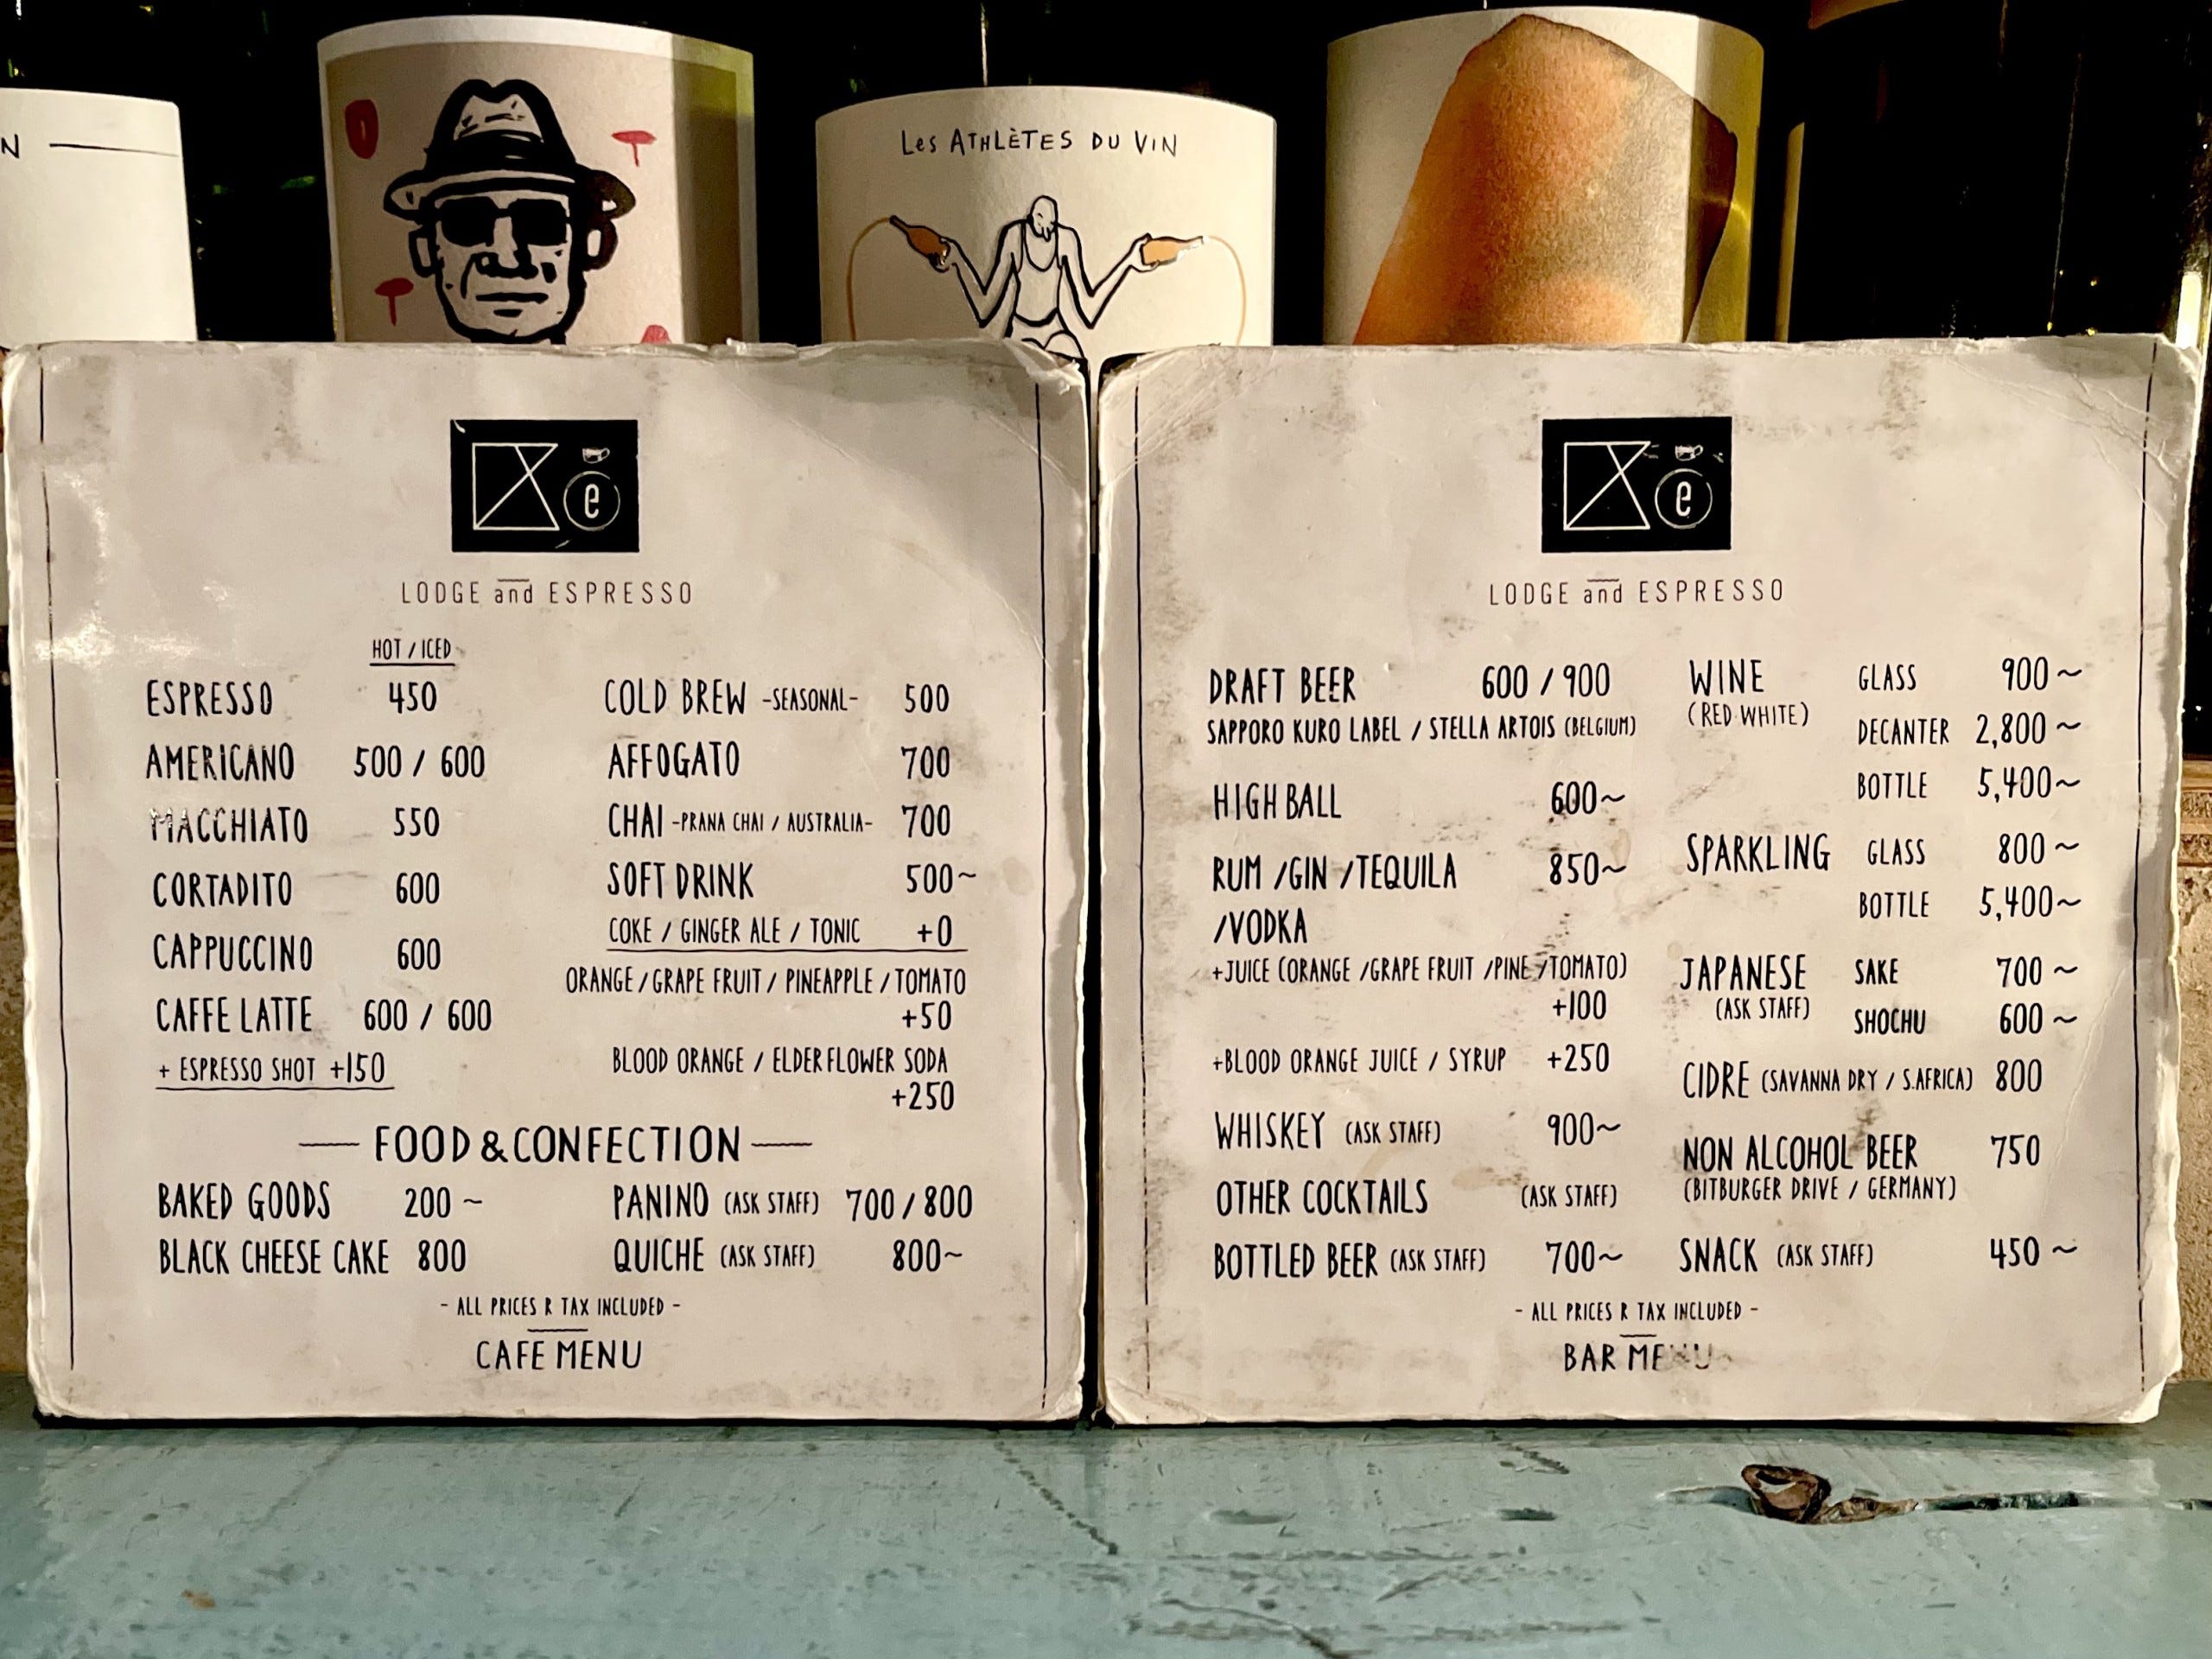 N
Les ATHLÈTES DU VIN
e
LODGE and ESPRESSO
HOT / ICED
ESPRESSO 450
AMERICANO 500 / 600
MACCHIATO 550
CORTADITO 600
CAPPUCCINO 600
CAFFE LATTE 600 / 600
+ ESPRESSO SHOT +150
COLD BREW -SEASONAL- 500
AFFOGATO 700
CHAI -PRANA CHAI / AUSTRALIA- 700
SOFT DRINK 500~
COKE / GINGER ALE / TONIC +0
ORANGE / GRAPE FRUIT / PINEAPPLE / TOMATO
+50
BLOOD ORANGE / ELDERFLOWER SODA
+250
FOOD & CONFECTION
BAKED GOODS 200 ~
BLACK CHEESE CAKE 800
PANINO (ASK STAFF) 700 / 800
QUICHE (ASK STAFF) 800~
- ALL PRICES R TAX INCLUDED -
CAFE MENU
e
LODGE and ESPRESSO
DRAFT BEER 600 / 900
SAPPORO KURO LABEL / STELLA ARTOIS (BELGIUM)
HIGH BALL 600~
RUM /GIN /TEQUILA 850~
/VODKA
+JUICE (ORANGE /GRAPE FRUIT /PINE /TOMATO)
+100
+BLOOD ORANGE JUICE / SYRUP +250
WHISKEY (ASK STAFF) 900~
OTHER COCKTAILS (ASK STAFF)
BOTTLED BEER (ASK STAFF) 700~
WINE GLASS 900 ~
(RED·WHITE)
DECANTER 2,800 ~
BOTTLE 5,400~
SPARKLING GLASS 800 ~
BOTTLE 5,400~
JAPANESE SAKE 700 ~
(ASK STAFF)
SHOCHU 600 ~
CIDRE (SAVANNA DRY / S.AFRICA) 800
NON ALCOHOL BEER 750
(BITBURGER DRIVE / GERMANY)
SNACK (ASK STAFF) 450 ~
- ALL PRICES R TAX INCLUDED -
BAR MENU